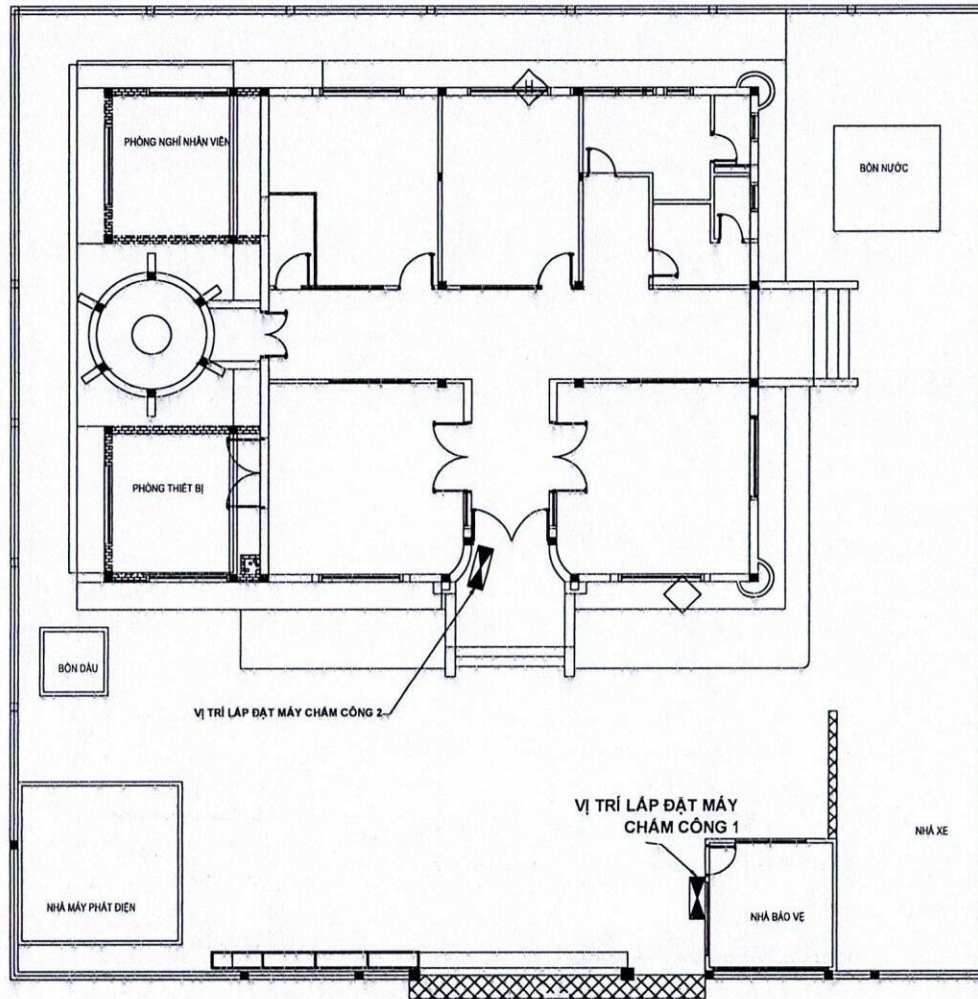 PHÒNG NGHỈ NHÂN VIÊN
BỒN NƯỚC
PHÒNG THIẾT BỊ
BỒN DẦU
VỊ TRÍ LẮP ĐẶT MÁY CHẤM CÔNG 2
VỊ TRÍ LẮP ĐẶT MÁY
CHẤM CÔNG 1
NHÀ XE
NHÀ MÁY PHÁT ĐIỆN
NHÀ BẢO VỆ